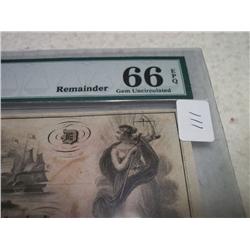 Remainder
66
EPQ
Gem Uncirculated
111
D